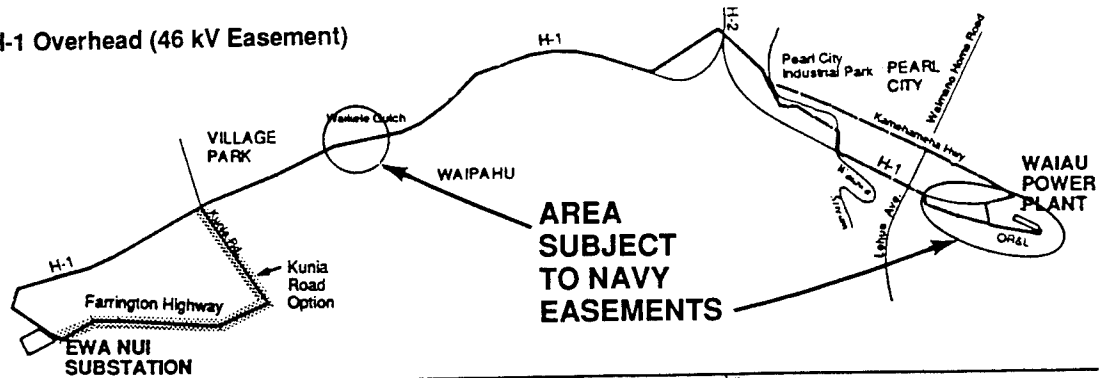 H-1 Overhead (46 kV Easement)
H-1
H-2
Pearl City
Industrial Park
PEARL
CITY
Waimano Home Road
Kamehameha Hwy
VILLAGE
PARK
Waikele Gulch
WAIPAHU
H-1
WAIAU
POWER
PLANT
Lehua Ave.
OR&L
AREA
SUBJECT
TO NAVY
EASEMENTS
Kunia Rd.
H-1
Kunia
Road
Option
Farrington Highway
EWA NUI
SUBSTATION